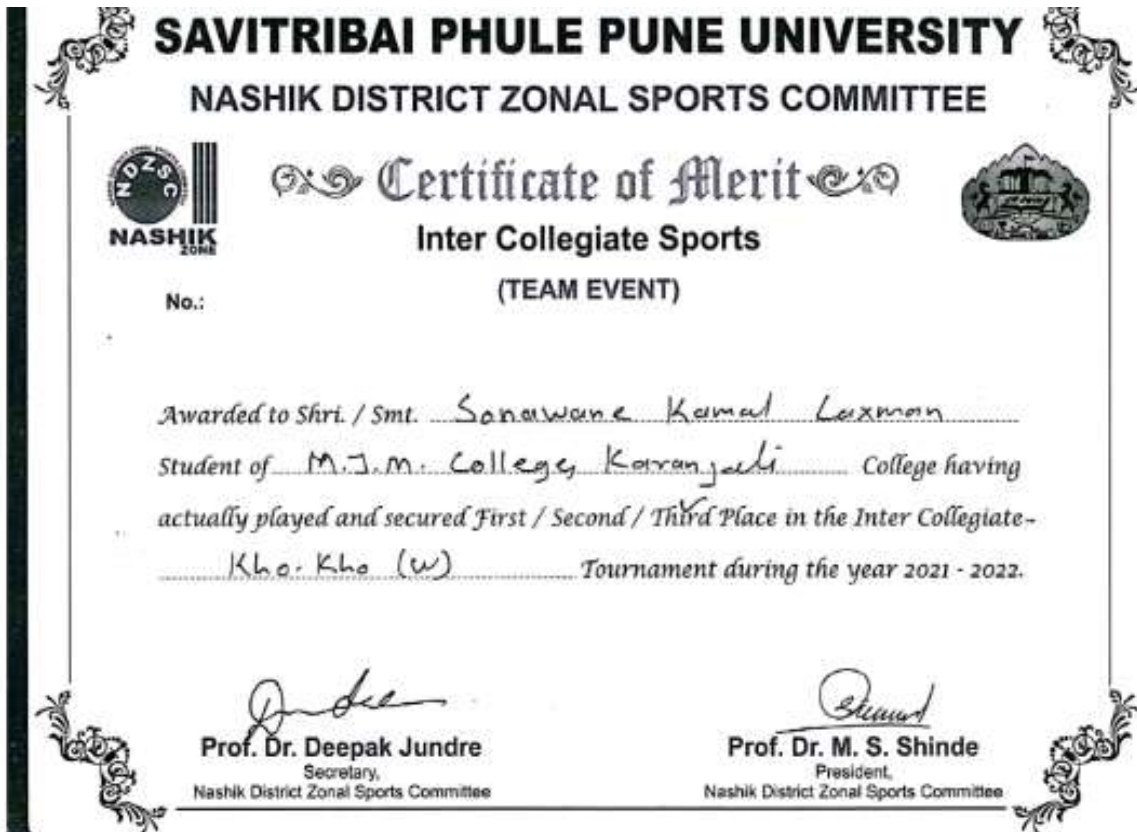 SAVITRIBAI PHULE PUNE UNIVERSITY
NASHIK DISTRICT ZONAL SPORTS COMMITTEE
NDZSC
NASHIK
ZONE
Certificate of Merit
Inter Collegiate Sports
(TEAM EVENT)
No.:
Awarded to Shri. / Smt. Sonawane Kamal Laxman
Student of M.J.M. College, Karanjali College having
actually played and secured First / Second / Third Place in the Inter Collegiate-
Kho-Kho (W) Tournament during the year 2021 - 2022.
Prof. Dr. Deepak Jundre
Secretary,
Nashik District Zonal Sports Committee
Prof. Dr. M. S. Shinde
President,
Nashik District Zonal Sports Committee